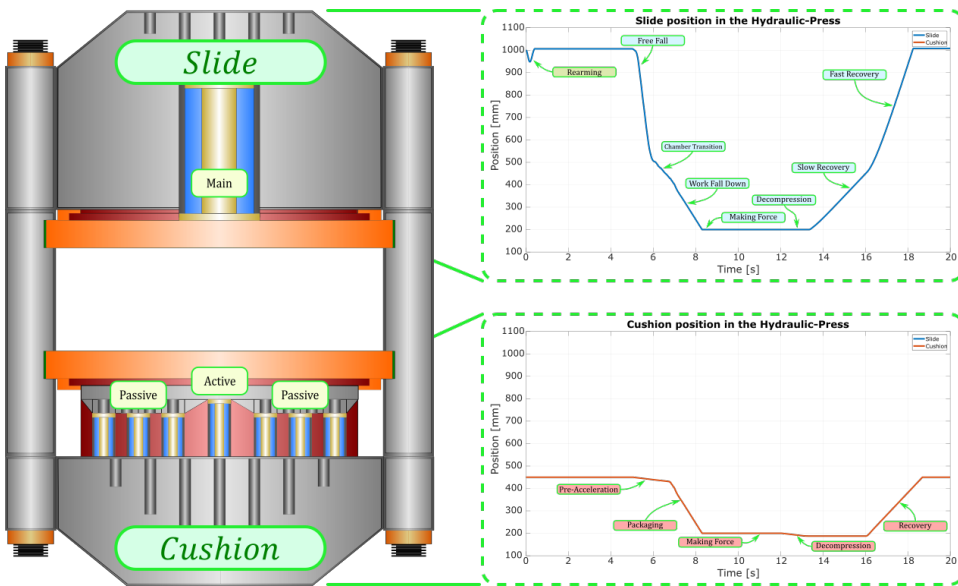 Slide
Main
Passive
Active
Passive
Cushion
Slide position in the Hydraulic-Press
Slide
Cushion
Position [mm]
1100
1000
900
800
700
600
500
400
300
200
100
0
2
4
6
8
10
12
14
16
18
20
Time [s]
Free Fall
Rearming
Fast Recovery
Chamber Transition
Slow Recovery
Work Fall Down
Decompression
Making Force
Cushion position in the Hydraulic-Press
Slide
Cushion
Position [mm]
1100
1000
900
800
700
600
500
400
300
200
100
0
2
4
6
8
10
12
14
16
18
20
Time [s]
Pre-Acceleration
Packaging
Making Force
Decompression
Recovery